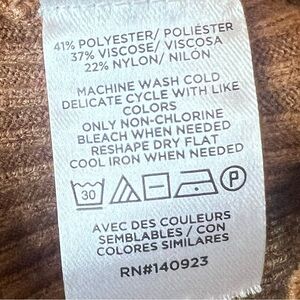 41% POLYESTER/ POLIÉSTER
37% VISCOSE/ VISCOSA
22% NYLON/ NILÓN
MACHINE WASH COLD
DELICATE CYCLE WITH LIKE
COLORS
ONLY NON-CHLORINE
BLEACH WHEN NEEDED
RESHAPE DRY FLAT
COOL IRON WHEN NEEDED
30 P
AVEC DES COULEURS
SEMBLABLES / CON
COLORES SIMILARES
RN#140923